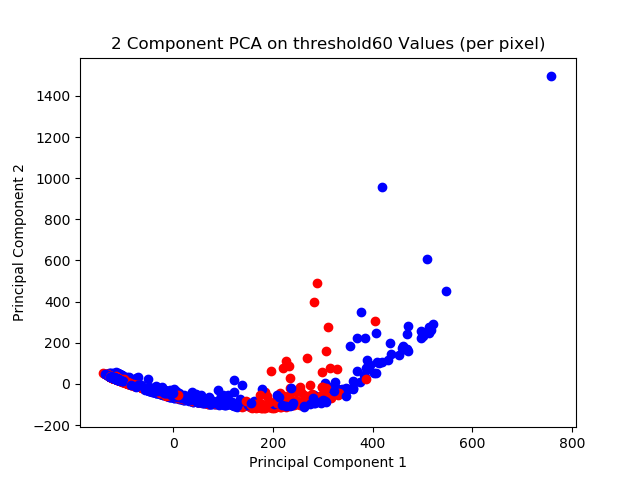 2 Component PCA on threshold60 Values (per pixel)
1400
1200
1000
800
600
400
200
0
−200
Principal Component 2
0 200 400 600 800
Principal Component 1